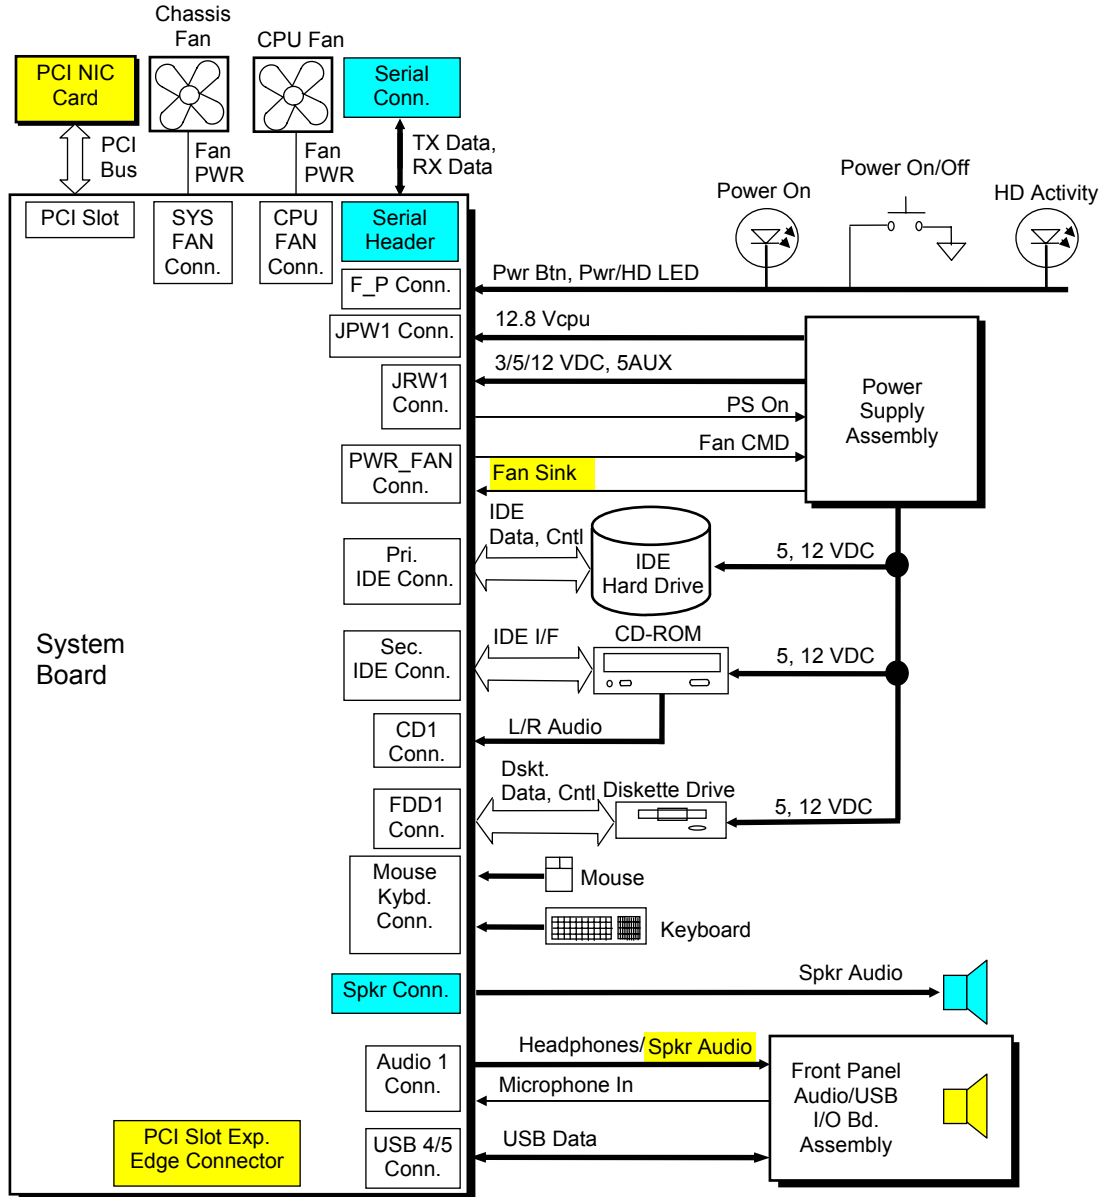 Chassis
Fan
CPU Fan
PCI NIC
Card
Serial
Conn.
PCI
Bus
Fan
PWR
Fan
PWR
TX Data,
RX Data
Power On
Power On/Off
HD Activity
PCI Slot
SYS
FAN
Conn.
CPU
FAN
Conn.
Serial
Header
F_P Conn.
Pwr Btn, Pwr/HD LED
JPW1 Conn.
12.8 Vcpu
JRW1
Conn.
3/5/12 VDC, 5AUX
PS On
Power
Supply
Assembly
PWR_FAN
Conn.
Fan CMD
Fan Sink
Pri.
IDE Conn.
IDE
Data, Cntl
IDE
Hard Drive
5, 12 VDC
System
Board
Sec.
IDE Conn.
IDE I/F
CD-ROM
5, 12 VDC
CD1
Conn.
L/R Audio
FDD1
Conn.
Dskt.
Data, Cntl
Diskette Drive
5, 12 VDC
Mouse
Kybd.
Conn.
Mouse
Keyboard
Spkr Conn.
Spkr Audio
Audio 1
Conn.
Headphones/Spkr Audio
Microphone In
Front Panel
Audio/USB
I/O Bd.
Assembly
PCI Slot Exp.
Edge Connector
USB 4/5
Conn.
USB Data